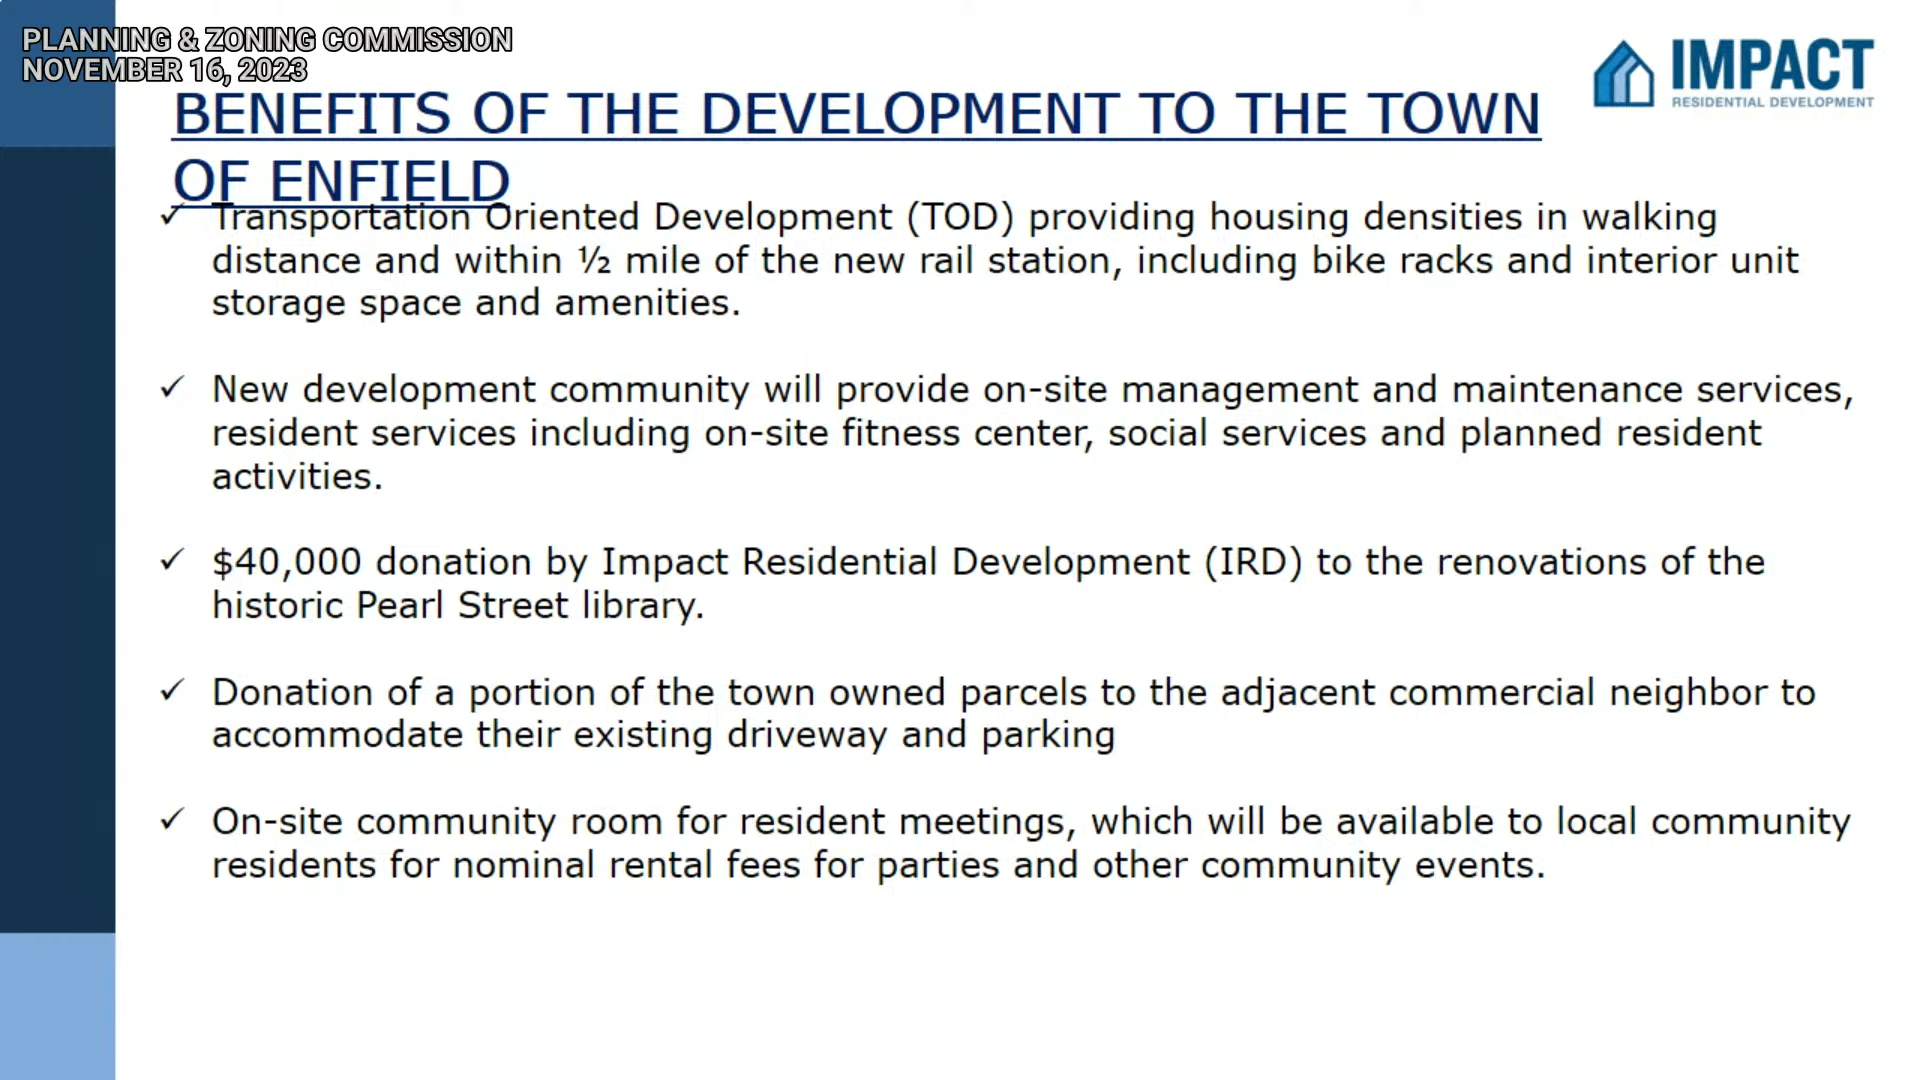 PLANNING & ZONING COMMISSION
NOVEMBER 16, 2023
IMPACT
RESIDENTIAL DEVELOPMENT
BENEFITS OF THE DEVELOPMENT TO THE TOWN
OF ENFIELD
✓ Transportation Oriented Development (TOD) providing housing densities in walking
distance and within ½ mile of the new rail station, including bike racks and interior unit
storage space and amenities.
✓ New development community will provide on-site management and maintenance services,
resident services including on-site fitness center, social services and planned resident
activities.
✓ $40,000 donation by Impact Residential Development (IRD) to the renovations of the
historic Pearl Street library.
✓ Donation of a portion of the town owned parcels to the adjacent commercial neighbor to
accommodate their existing driveway and parking
✓ On-site community room for resident meetings, which will be available to local community
residents for nominal rental fees for parties and other community events.